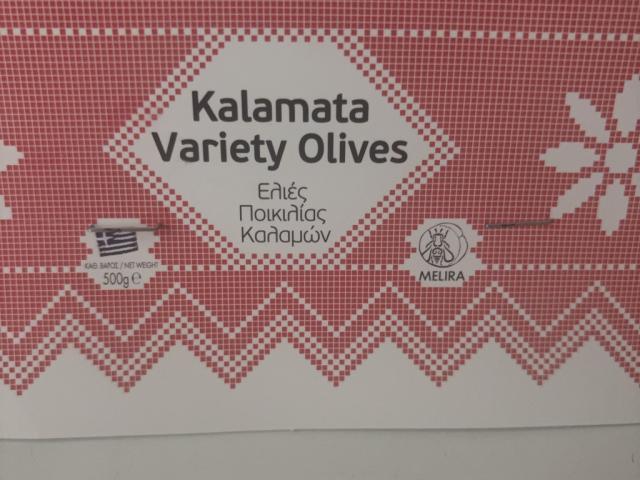 Kalamata
Variety Olives
Ελιές
Ποικιλίας
Καλαμών
ΚΑΘ. ΒΑΡΟΣ / NET WEIGHT
500g e
MELIRA